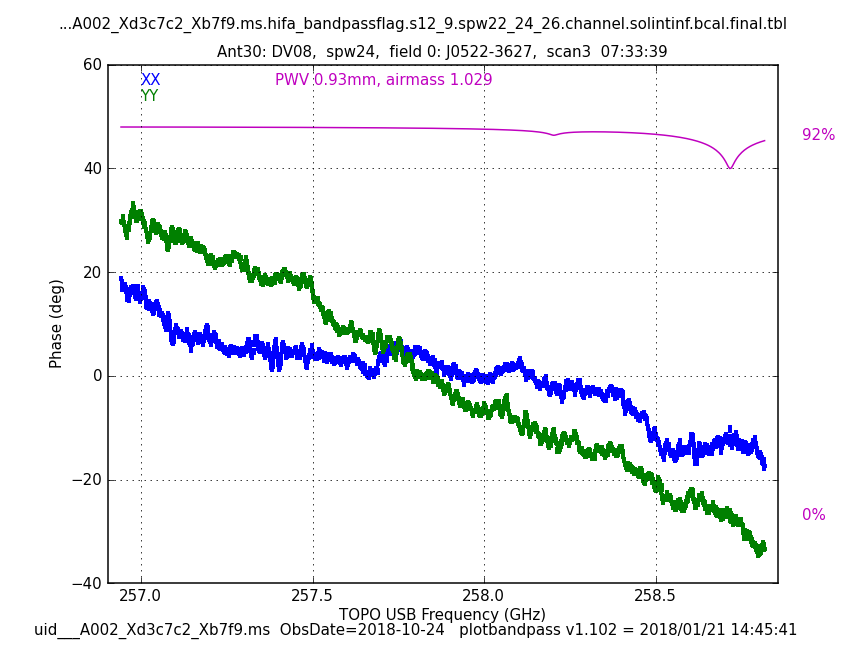 ...A002_Xd3c7c2_Xb7f9.ms.hifa_bandpassflag.s12_9.spw22_24_26.channel.solintinf.bcal.final.tbl
Ant30: DV08, spw24, field 0: J0522-3627, scan3 07:33:39
60
XX
PWV 0.93mm, airmass 1.029
YY
92%
40
20
Phase (deg)
0
−20
0%
−40
257.0
257.5
258.0
258.5
TOPO USB Frequency (GHz)
uid___A002_Xd3c7c2_Xb7f9.ms ObsDate=2018-10-24 plotbandpass v1.102 = 2018/01/21 14:45:41